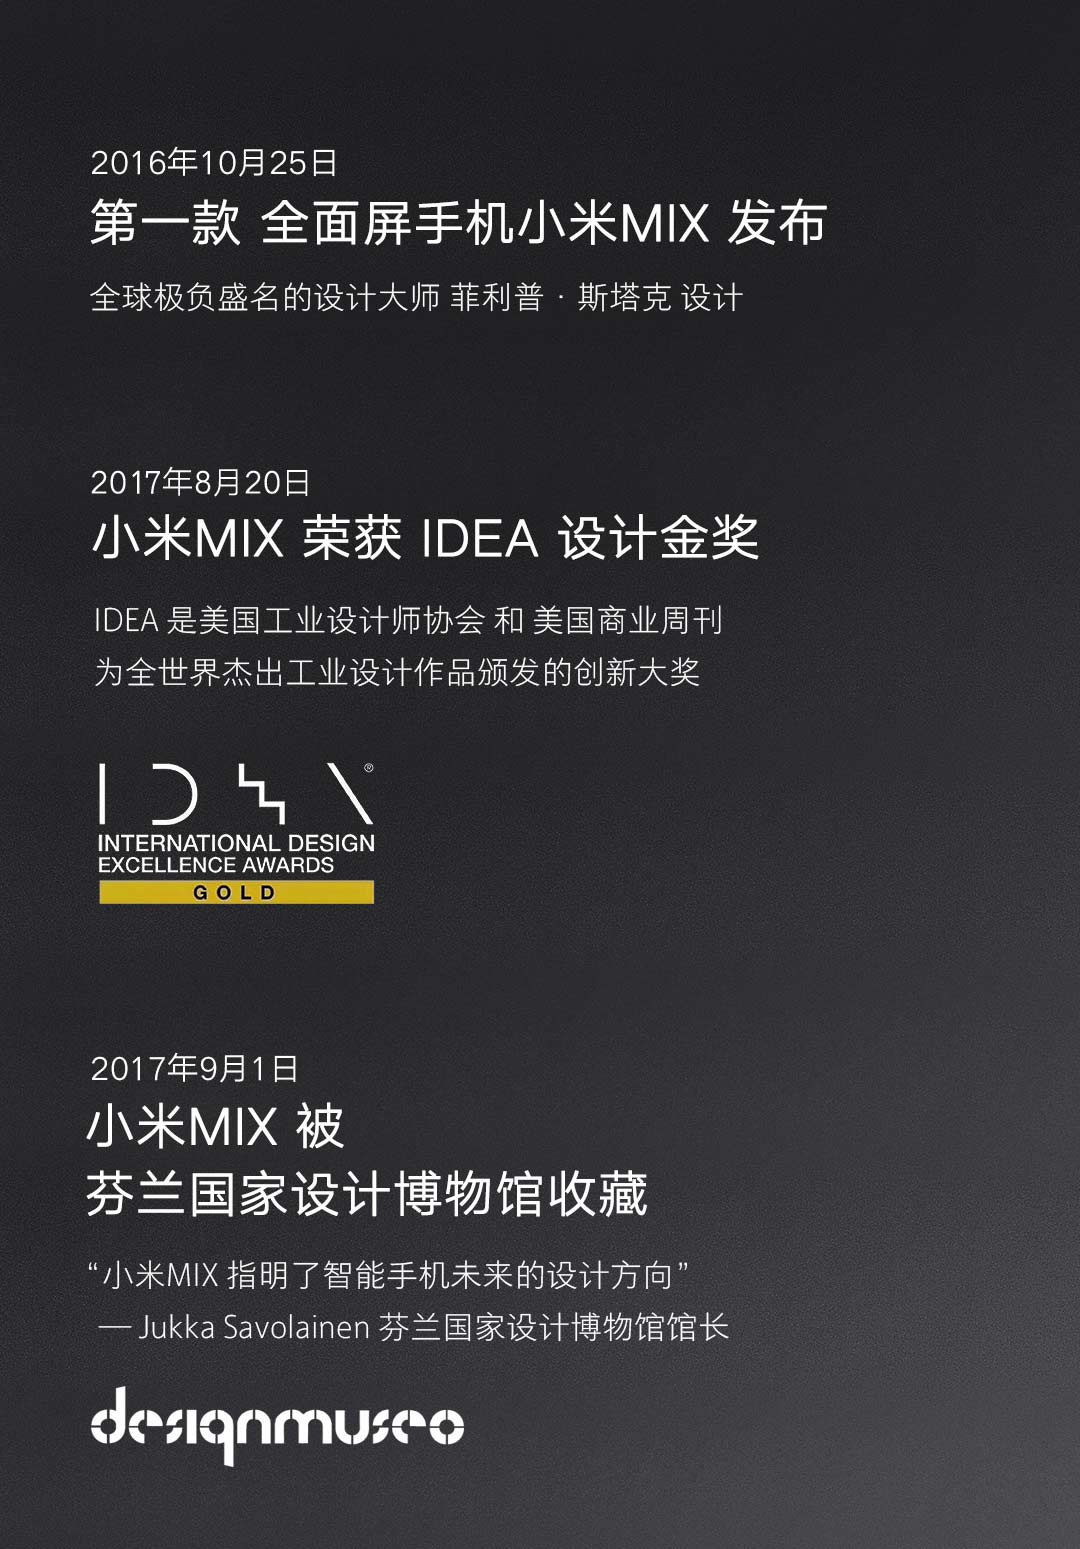 2016年10月25日
第一款 全面屏手机小米MIX 发布
全球极负盛名的设计大师 菲利普 · 斯塔克 设计
2017年8月20日
小米MIX 荣获 IDEA 设计金奖
IDEA 是美国工业设计师协会 和 美国商业周刊
为全世界杰出工业设计作品颁发的创新大奖
IDEA®
INTERNATIONAL DESIGN
EXCELLENCE AWARDS
GOLD
2017年9月1日
小米MIX 被
芬兰国家设计博物馆收藏
“小米MIX 指明了智能手机未来的设计方向”
— Jukka Savolainen 芬兰国家设计博物馆馆长
designmuseo